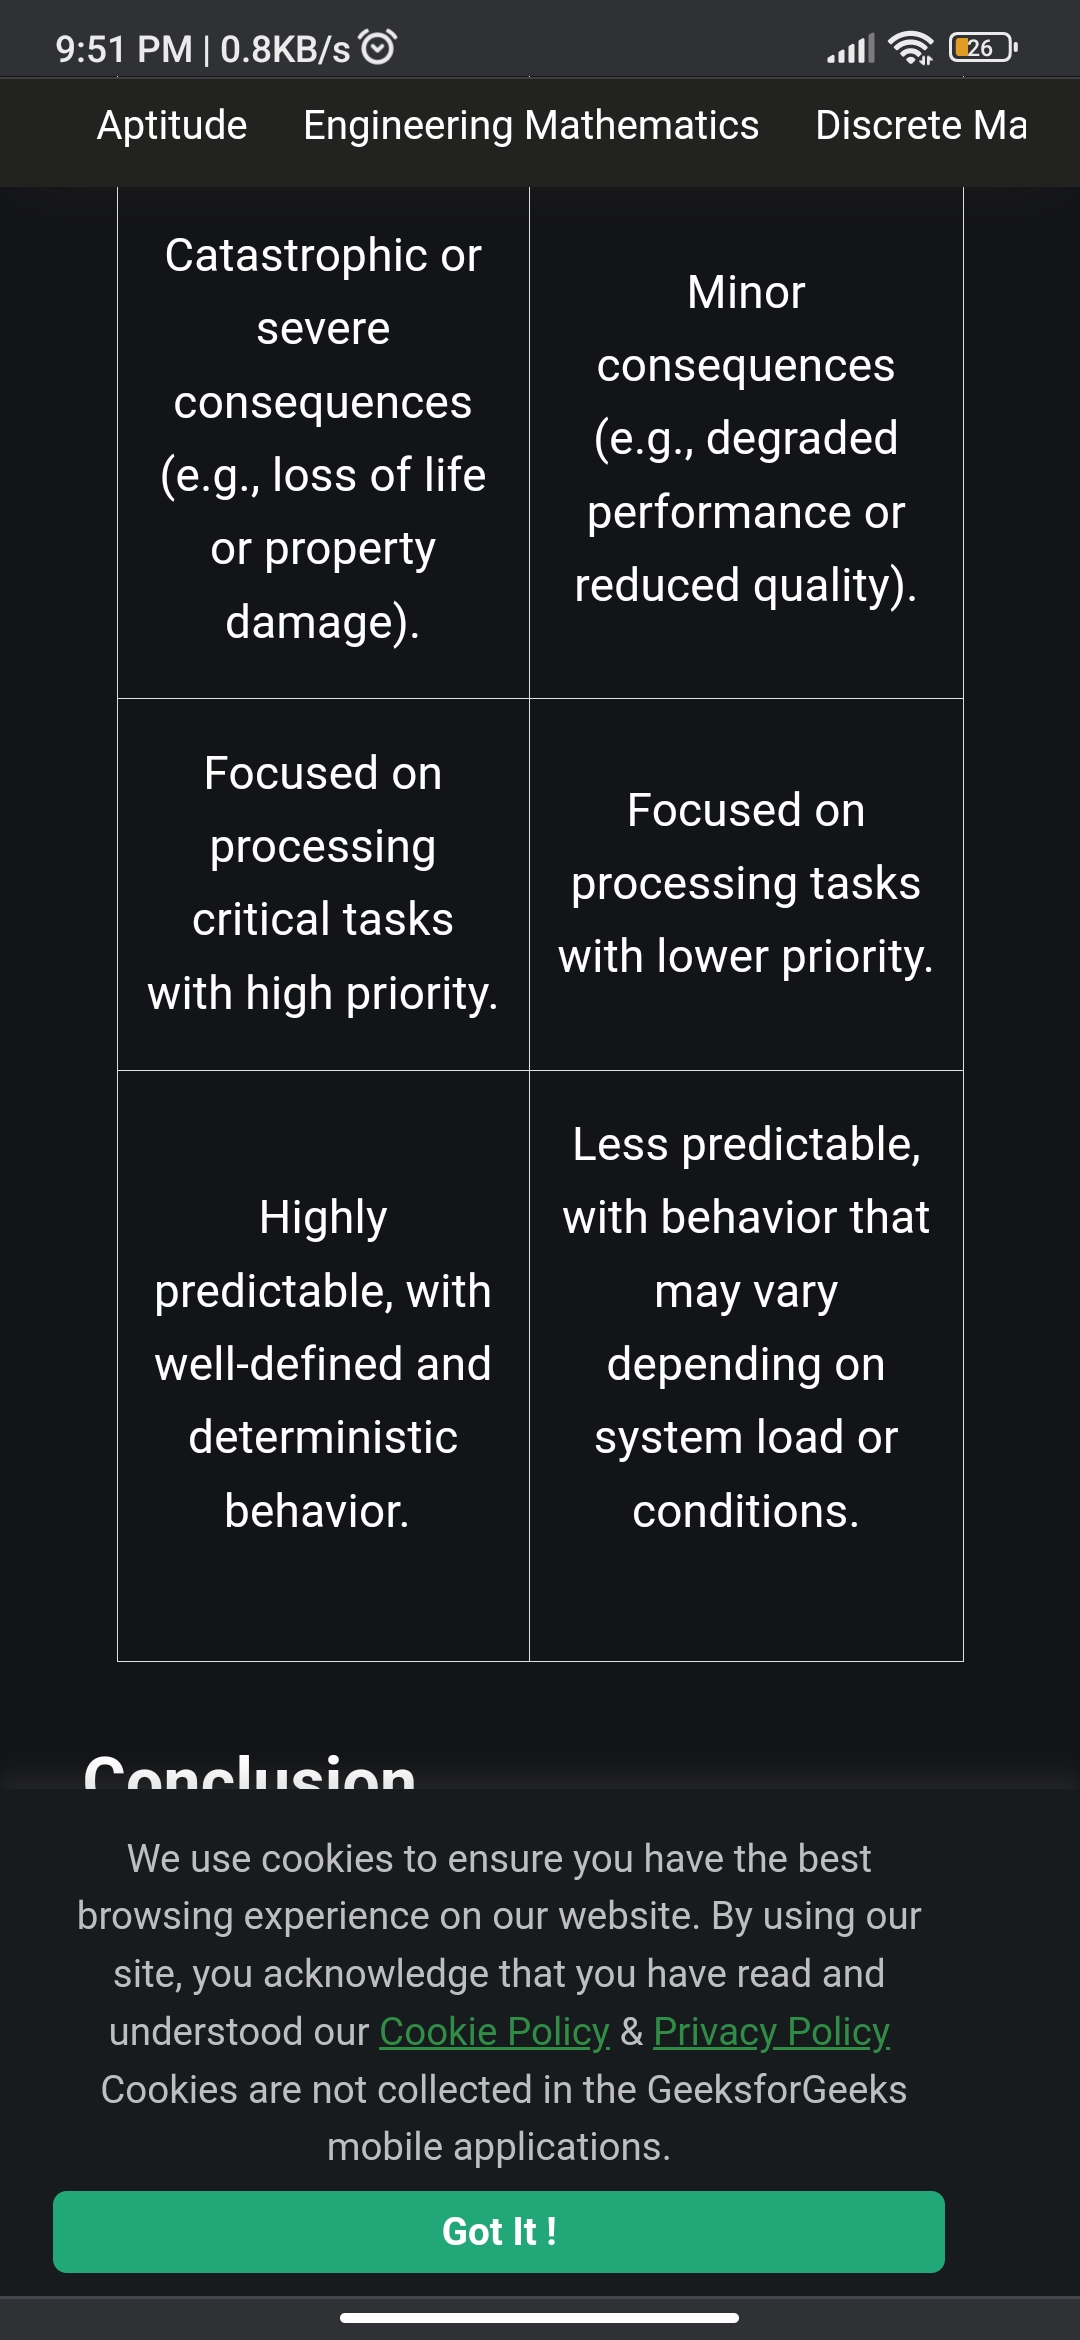 9:51 PM | 0.8KB/s
26
Aptitude Engineering Mathematics Discrete Ma
Catastrophic or
severe
consequences
(e.g., loss of life
or property
damage).
Minor
consequences
(e.g., degraded
performance or
reduced quality).
Focused on
processing
critical tasks
with high priority.
Focused on
processing tasks
with lower priority.
Highly
predictable, with
well-defined and
deterministic
behavior.
Less predictable,
with behavior that
may vary
depending on
system load or
conditions.
Conclusion
We use cookies to ensure you have the best
browsing experience on our website. By using our
site, you acknowledge that you have read and
understood our Cookie Policy & Privacy Policy
Cookies are not collected in the GeeksforGeeks
mobile applications.
Got It !